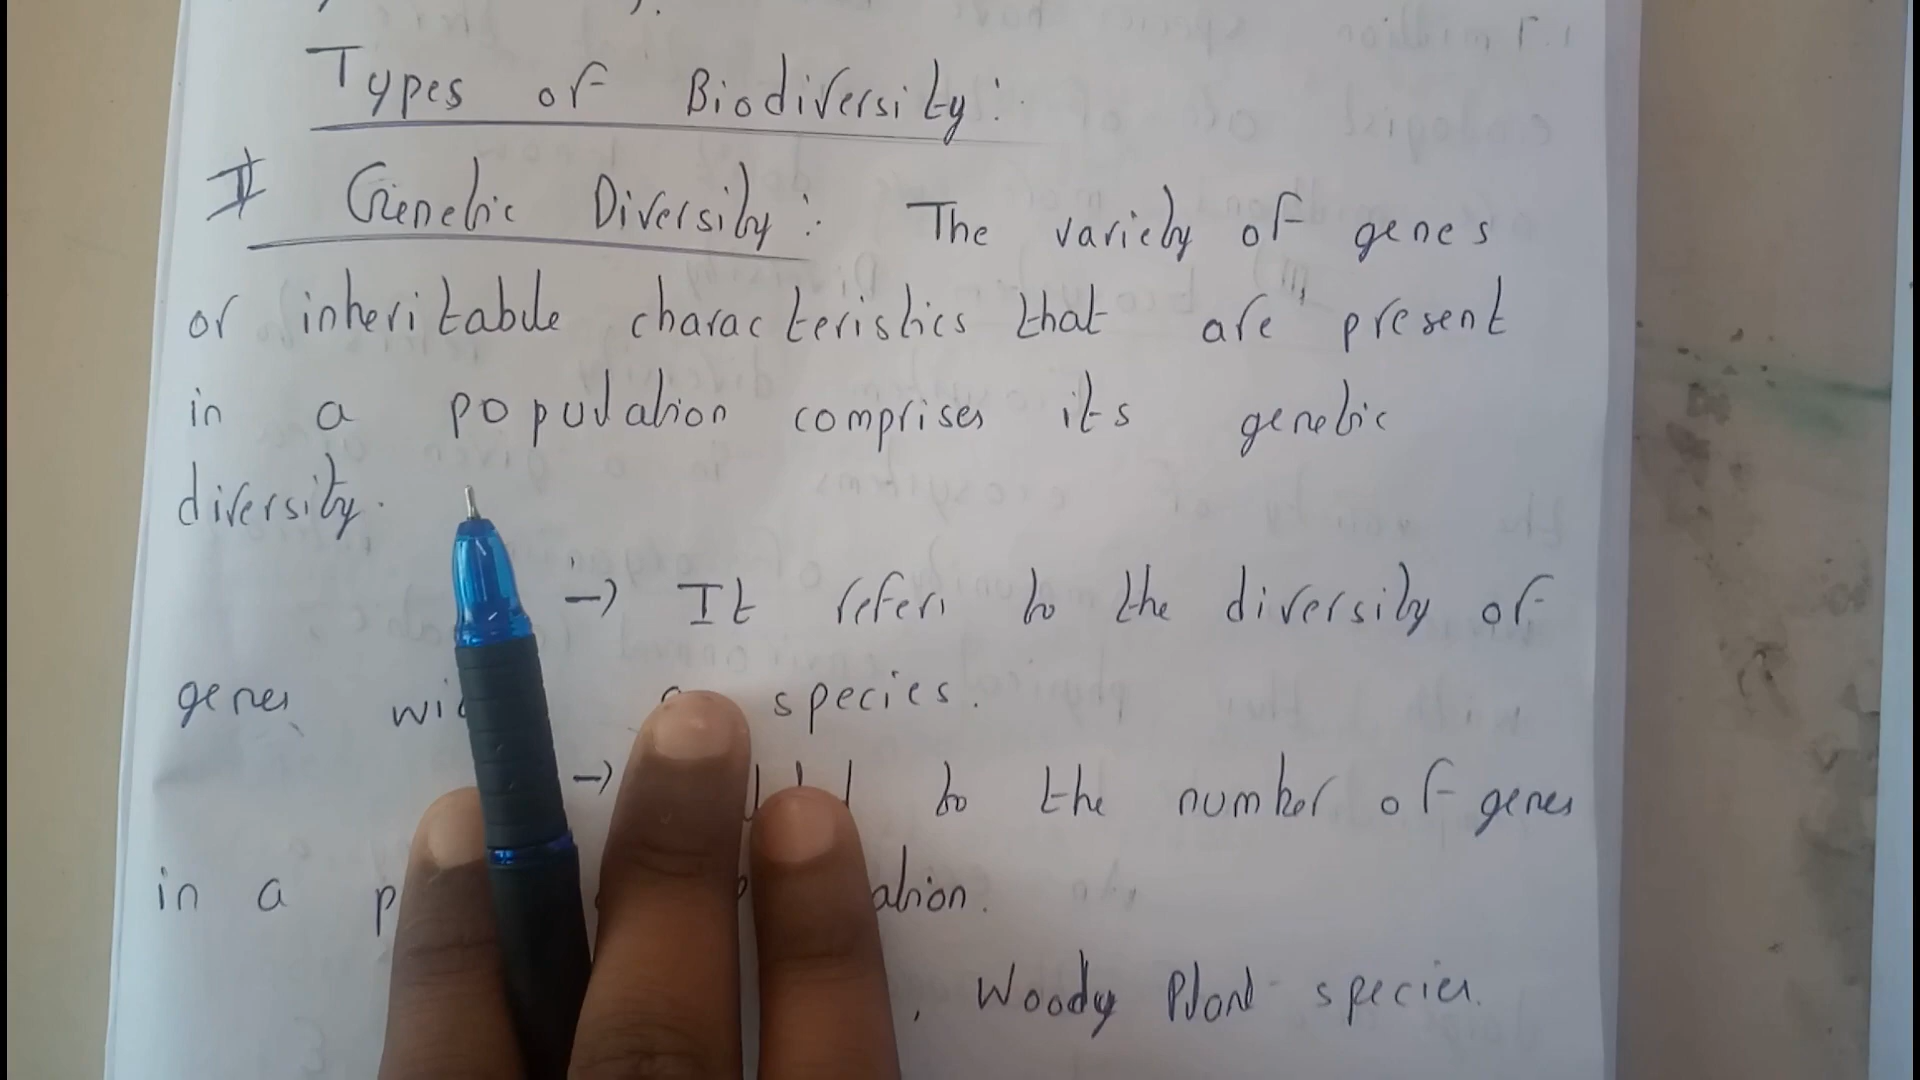 Types of Biodiversity:
I Genetic Diversity: The variety of genes
or inheritable characteristics that are present
in a population comprises its genetic
diversity.
→ It refers to the diversity of
genes a species.
→ to the number of genes
in a
, Woody Plant species.